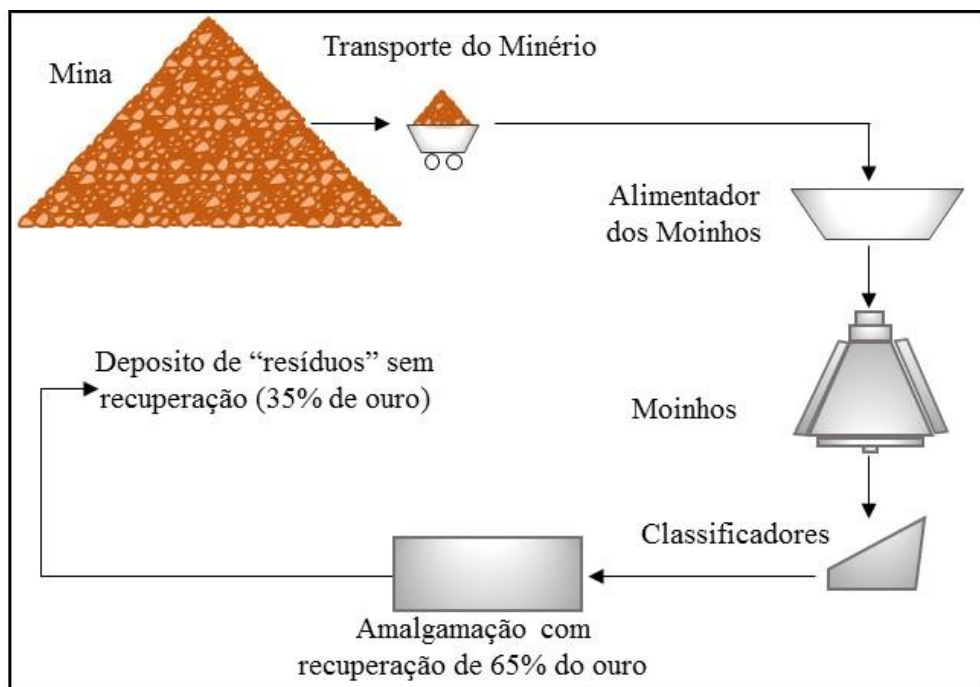 Mina
Transporte do Minério
Alimentador
dos Moinhos
Moinhos
Classificadores
Amalgamação com
recuperação de 65% do ouro
Deposito de “resíduos” sem
recuperação (35% de ouro)